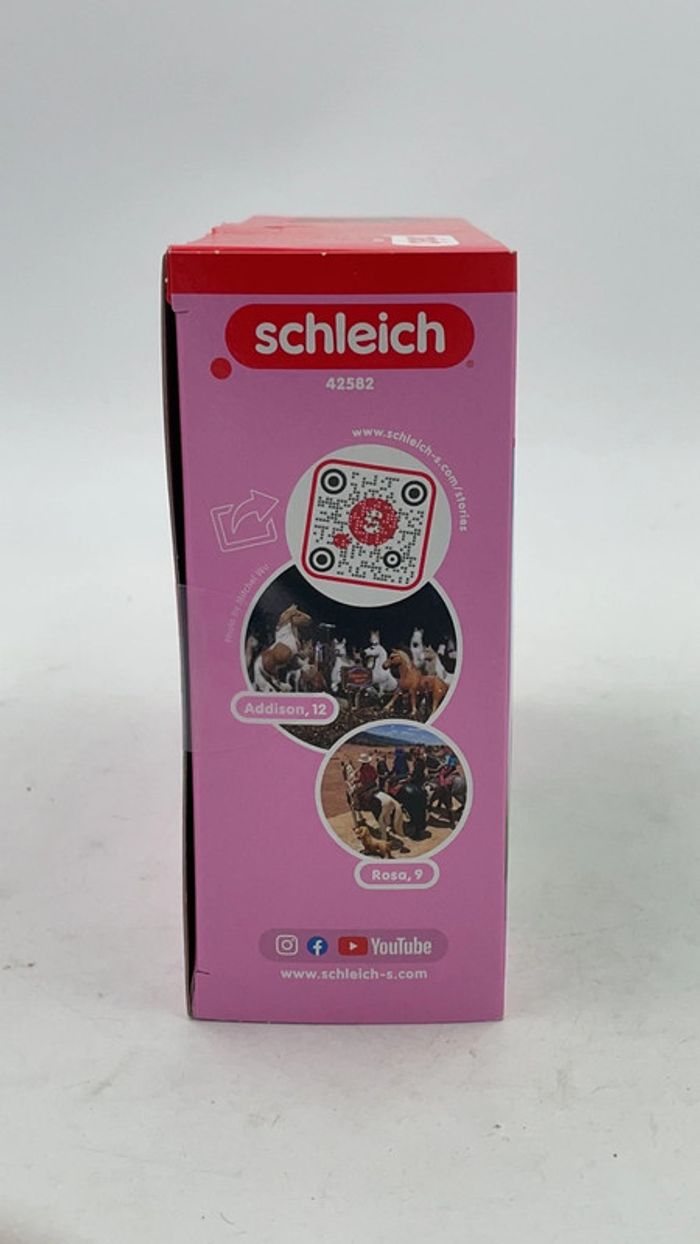 schleich
42582
www.schleich-s.com/stories
S
Addison, 12
Rosa, 9
YouTube
www.schleich-s.com